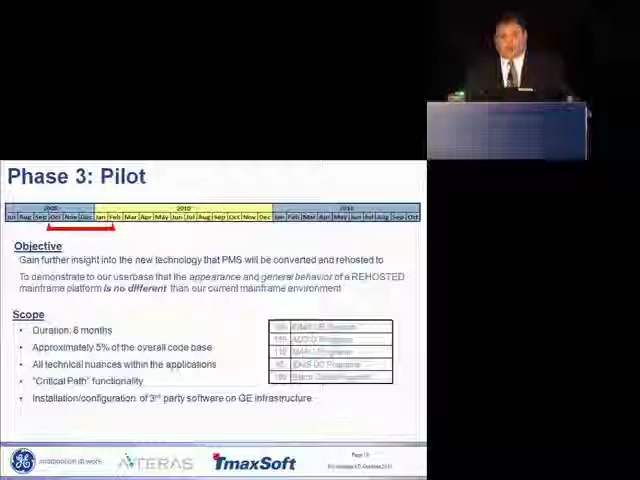 Phase 3: Pilot
2010
Aug Sep Oct Nov Dec Jan Feb Mar Apr May Jun Jul Aug Sep Oct Nov Dec Jan Feb Mar Apr May Jun Jul Aug Sep Oct
Objective
Gain further insight into the new technology that PMS will be converted and rehosted to
To demonstrate to our userbase that the appearance and general behavior of a REHOSTED
mainframe platform is no different than our current mainframe environment
Scope
• Duration: 6 months
• Approximately 5% of the overall code base
• All technical nuances within the applications
• "Critical Path" functionality
• Installation/configuration of 3rd party software on GE infrastructure
imagination at work
ATERAS
TmaxSoft